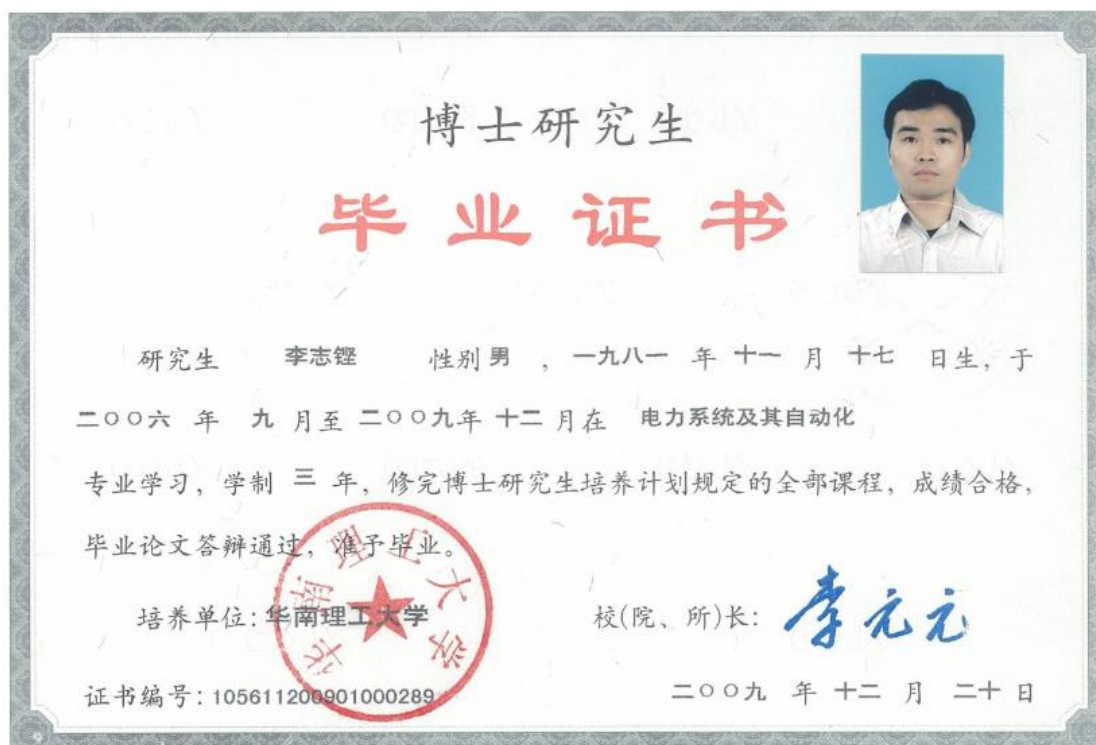 博士研究生
毕业证书
研究生 李志铿 性别 男 , 一九八一 年 十一 月 十七 日生, 于
二〇〇六 年 九 月至 二〇〇九年 十二 月在 电力系统及其自动化
专业学习, 学制 三 年, 修完博士研究生培养计划规定的全部课程, 成绩合格,
毕业论文答辩通过, 准予毕业。
培养单位: 华南理工大学
校(院、所)长: 李元元
证书编号: 105611200901000289
二〇〇九 年 十二 月 二十 日
华南理工大学